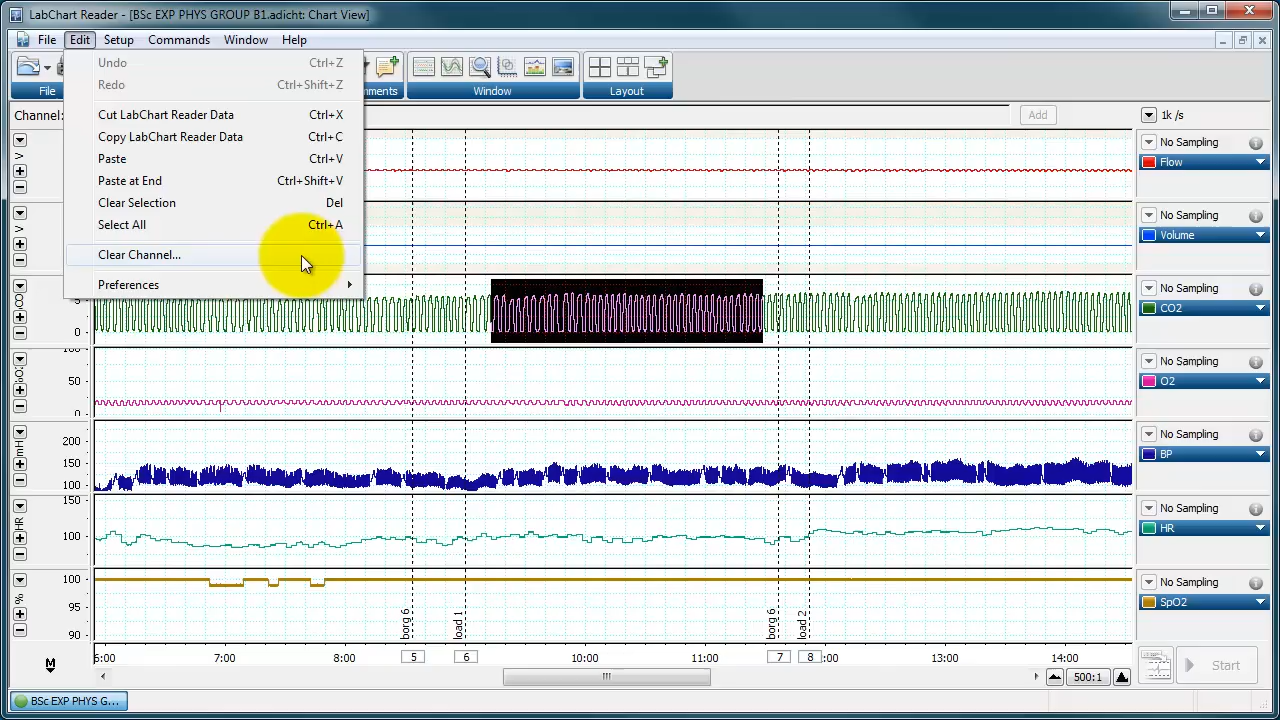 LabChart Reader - [BSc EXP PHYS GROUP B1.adicht: Chart View]
File Edit Setup Commands Window Help
Undo Ctrl+Z
Redo Ctrl+Shift+Z
Cut LabChart Reader Data Ctrl+X
Copy LabChart Reader Data Ctrl+C
Paste Ctrl+V
Paste at End Ctrl+Shift+V
Clear Selection Del
Select All Ctrl+A
Clear Channel...
Preferences
File Window Layout
Channel: Add 1k /s
No Sampling
Flow
No Sampling
Volume
No Sampling
CO2
0
No Sampling
O2
50
0
No Sampling
BP
200
150
100
No Sampling
HR
150
100
HR
No Sampling
SpO2
100
95
90
%
borg 6
load 1
borg 6
load 2
7:00 8:00 5 6 10:00 11:00 7 8 13:00 14:00
M
500:1
Start
BSc EXP PHYS G...